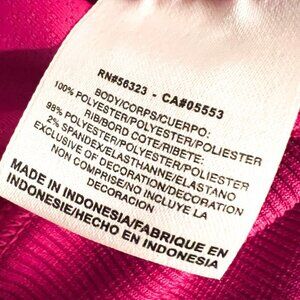 RN#56323 - CA#05553
BODY/CORPS/CUERPO:
100% POLYESTER/POLYESTER/POLIESTER
RIB/BORD COTE/RIBETE:
98% POLYESTER/POLYESTER/POLIESTER
2% SPANDEX/ELASTHANNE/ELASTANO
EXCLUSIVE OF DECORATION/DECORATION
NON COMPRISE/NO INCLUYE LA
DECORACION
MADE IN INDONESIA/FABRIQUE EN
INDONESIE/HECHO EN INDONESIA